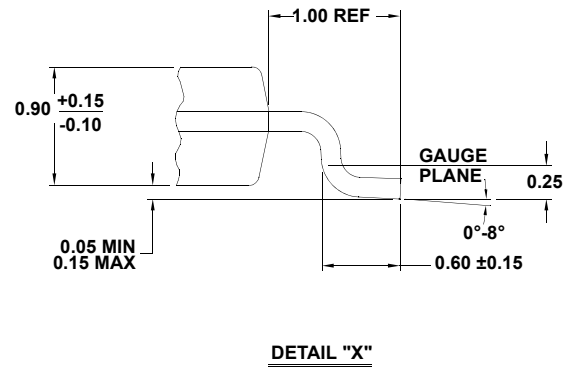 1.00 REF
0.90 +0.15
-0.10
GAUGE
PLANE
0.25
0°-8°
0.05 MIN
0.15 MAX
0.60 ±0.15
DETAIL "X"